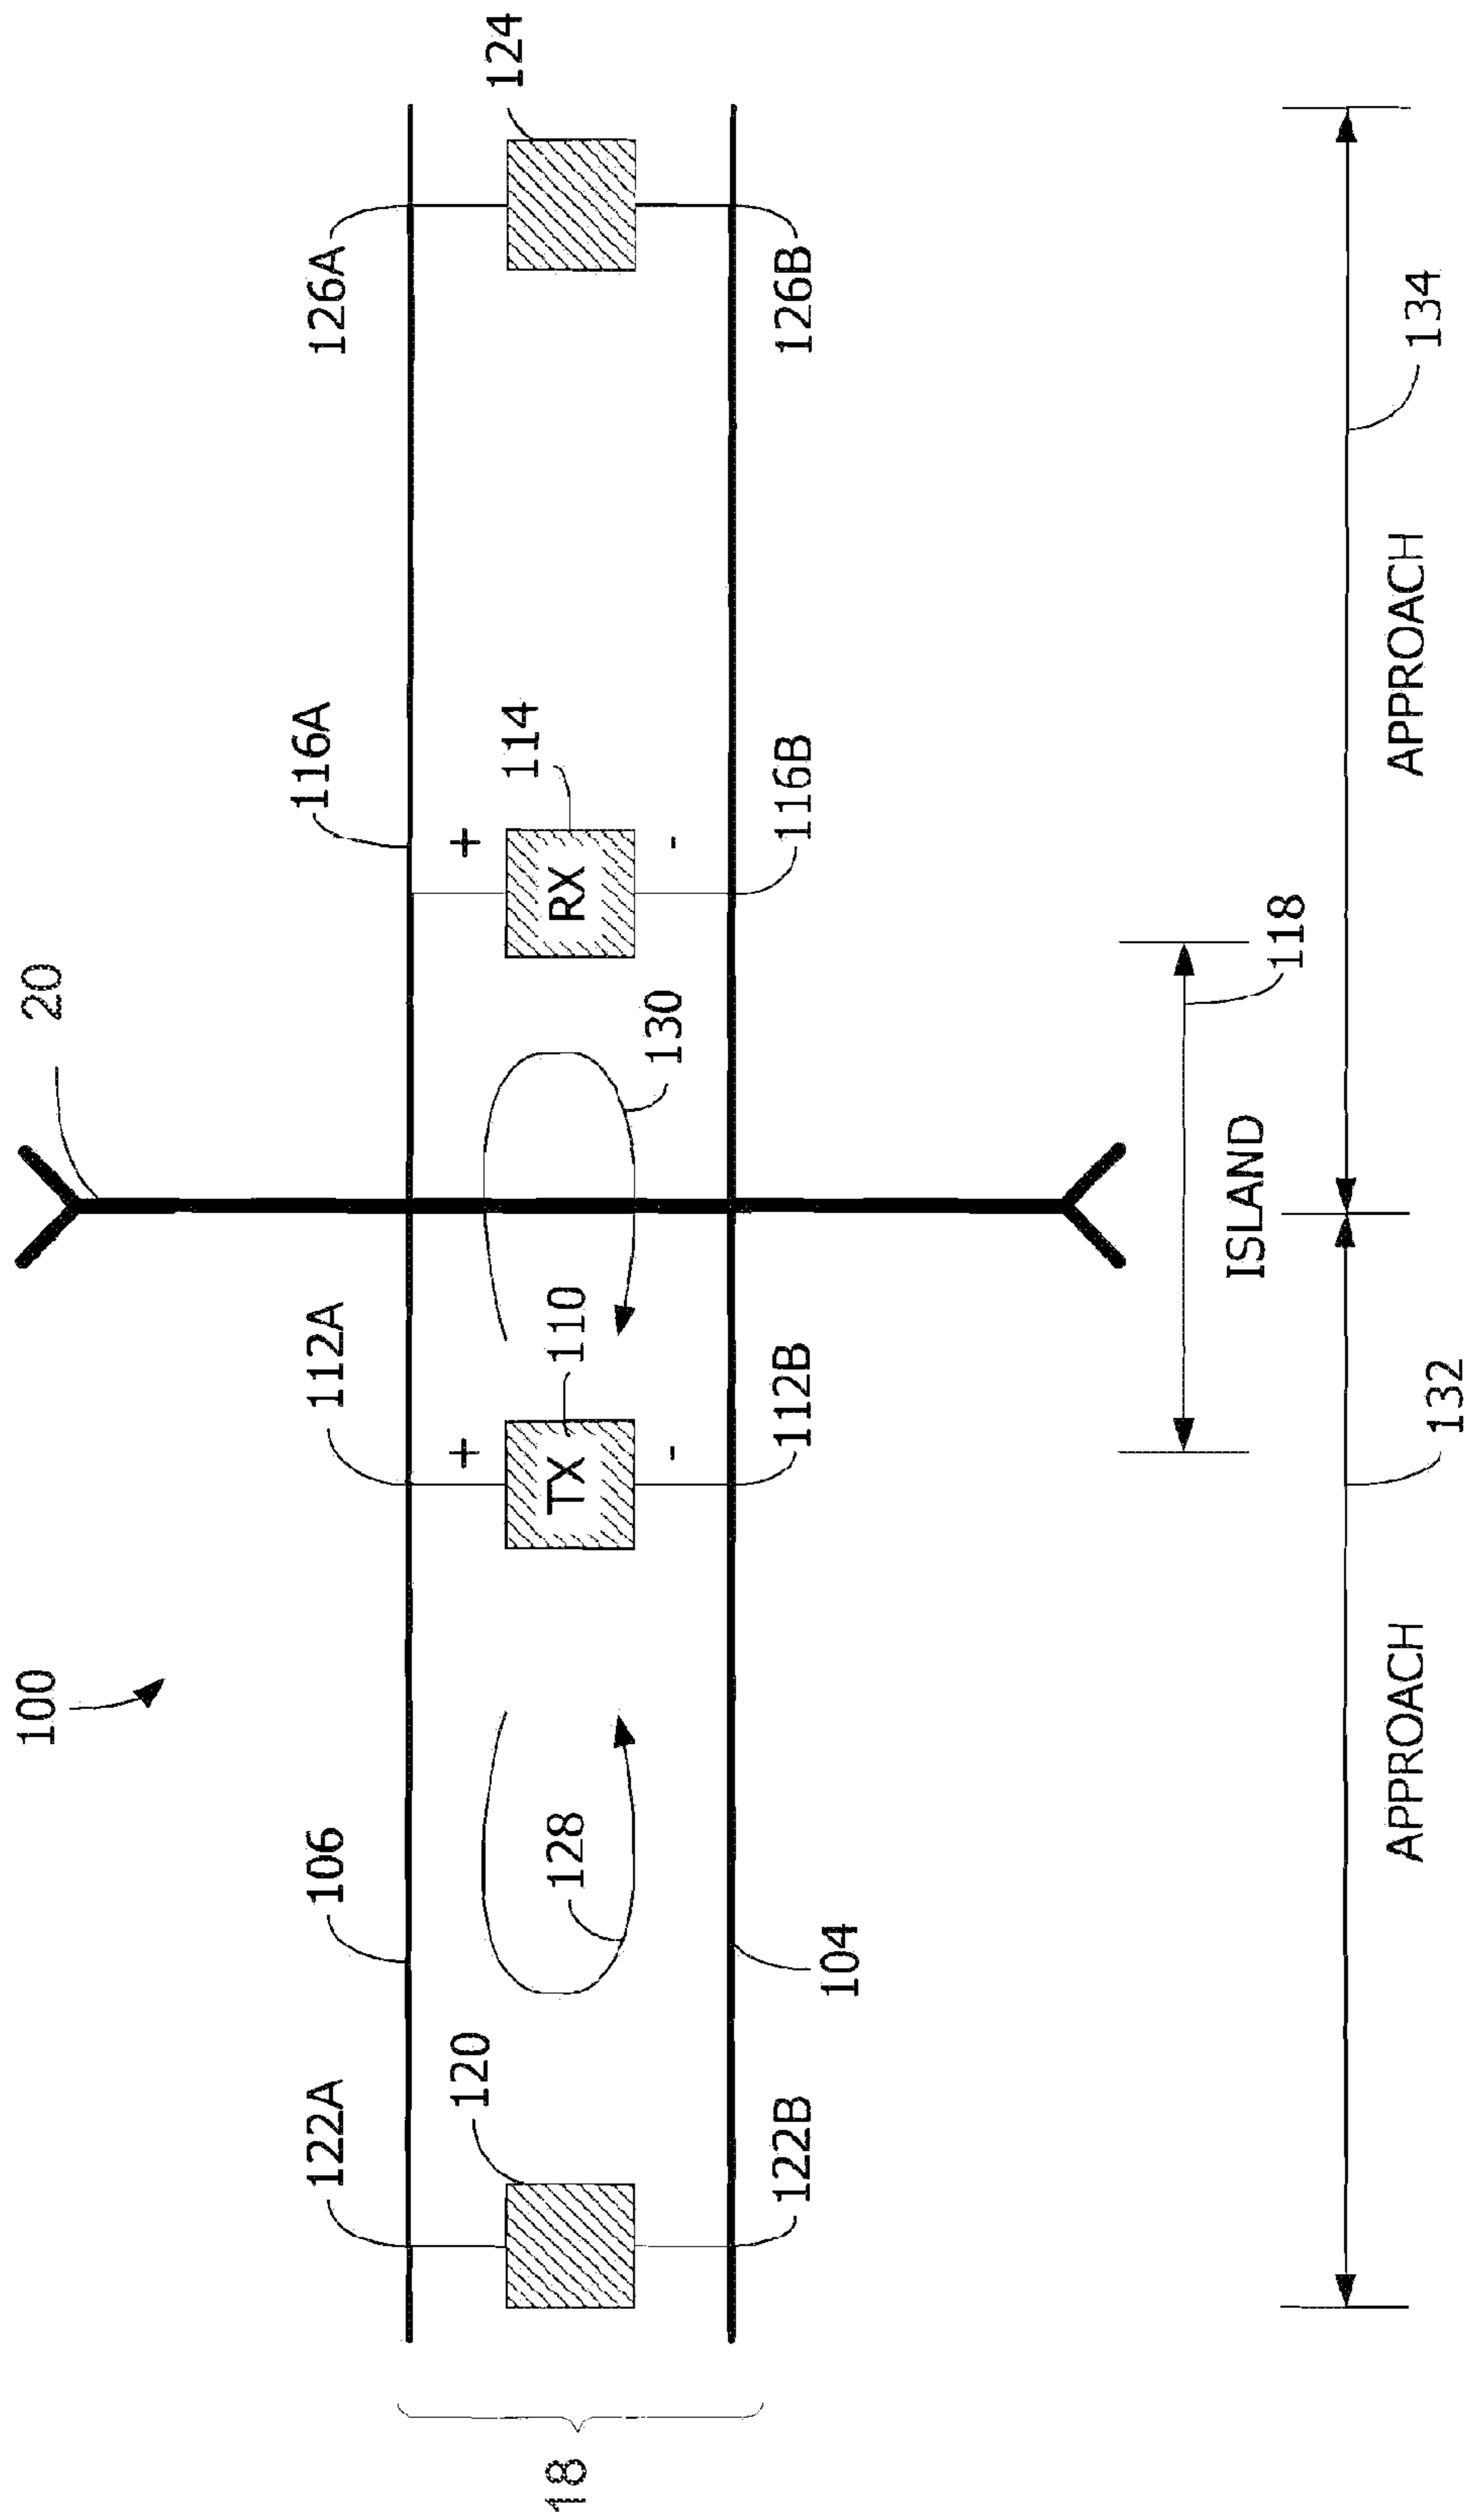 100
20
122A
106
112A
116A
126A
120
+
+
124
18
128
TX
110
RX
114
-
130
-
122B
104
112B
116B
126B
118
ISLAND
132
134
APPROACH
APPROACH